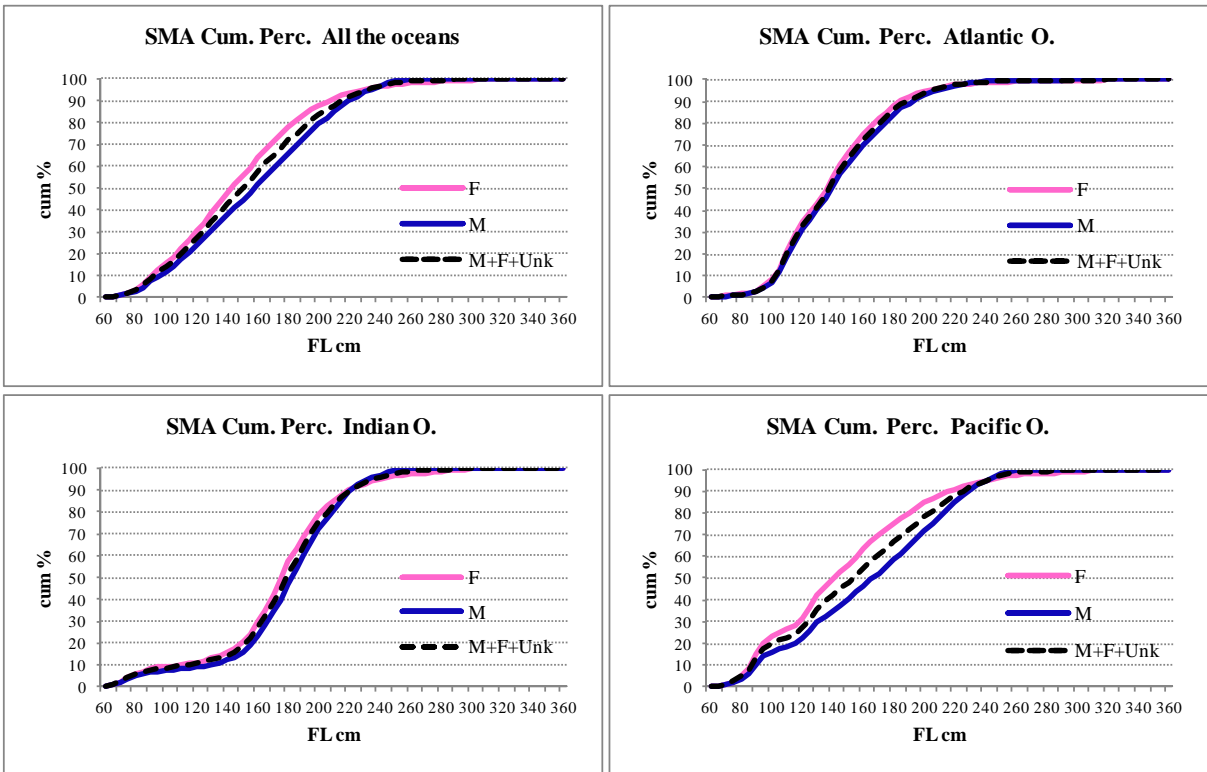 SMA Cum. Perc. All the oceans
cum %
100
90
80
70
60
50
40
30
20
10
0
F
M
M+F+Unk
60 80 100 120 140 160 180 200 220 240 260 280 300 320 340 360
FL cm
SMA Cum. Perc. Atlantic O.
cum %
100
90
80
70
60
50
40
30
20
10
0
F
M
M+F+Unk
60 80 100 120 140 160 180 200 220 240 260 280 300 320 340 360
FL cm
SMA Cum. Perc. Indian O.
cum %
100
90
80
70
60
50
40
30
20
10
0
F
M
M+F+Unk
60 80 100 120 140 160 180 200 220 240 260 280 300 320 340 360
FL cm
SMA Cum. Perc. Pacific O.
cum %
100
90
80
70
60
50
40
30
20
10
0
F
M
M+F+Unk
60 80 100 120 140 160 180 200 220 240 260 280 300 320 340 360
FL cm